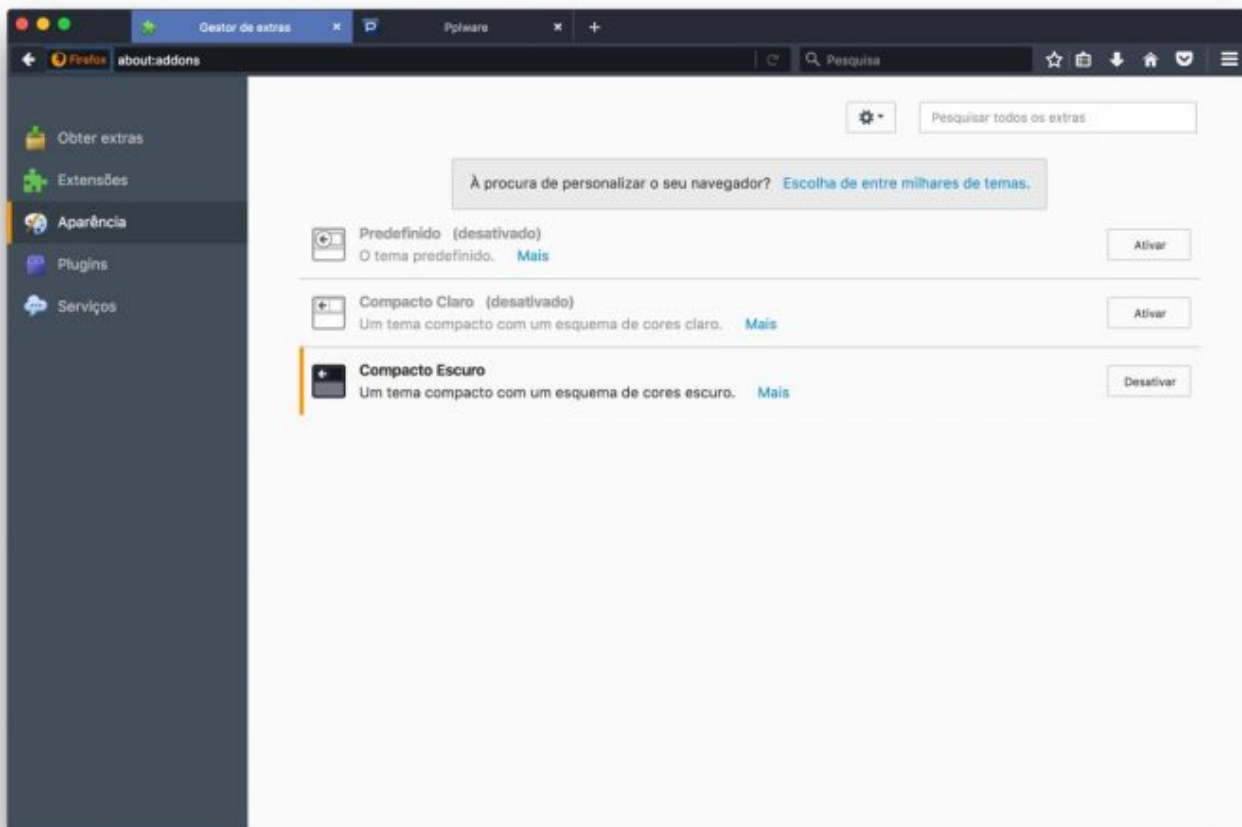 Gestor de extras
Pplware
Firefox about:addons
Pesquisa
Pesquisar todos os extras
Obter extras
Extensões
Aparência
Plugins
Serviços
À procura de personalizar o seu navegador? Escolha de entre milhares de temas.
Predefinido (desativado)
O tema predefinido. Mais
Ativar
Compacto Claro (desativado)
Um tema compacto com um esquema de cores claro. Mais
Ativar
Compacto Escuro
Um tema compacto com um esquema de cores escuro. Mais
Desativar